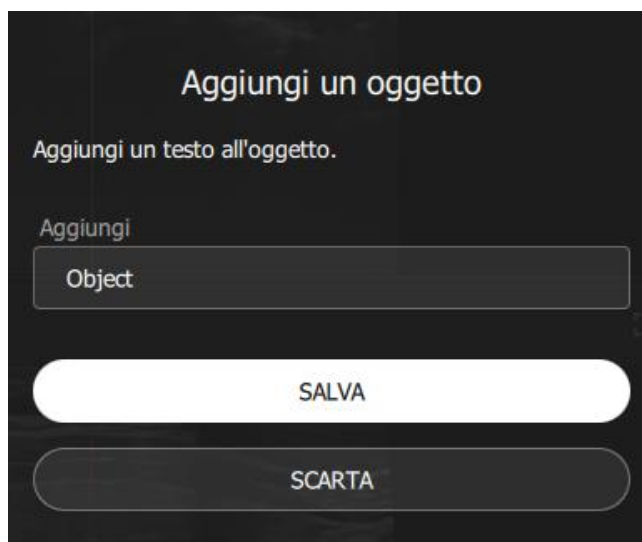 Aggiungi un oggetto
Aggiungi un testo all'oggetto.
Aggiungi
Object
SALVA
SCARTA